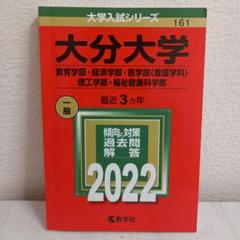 大学入試シリーズ
161
大分大学
教育学部・経済学部・医学部〈看護学科〉
理工学部・福祉健康科学部
一般
最近3カ年
傾向と対策
過去問
解答
2022
教学社